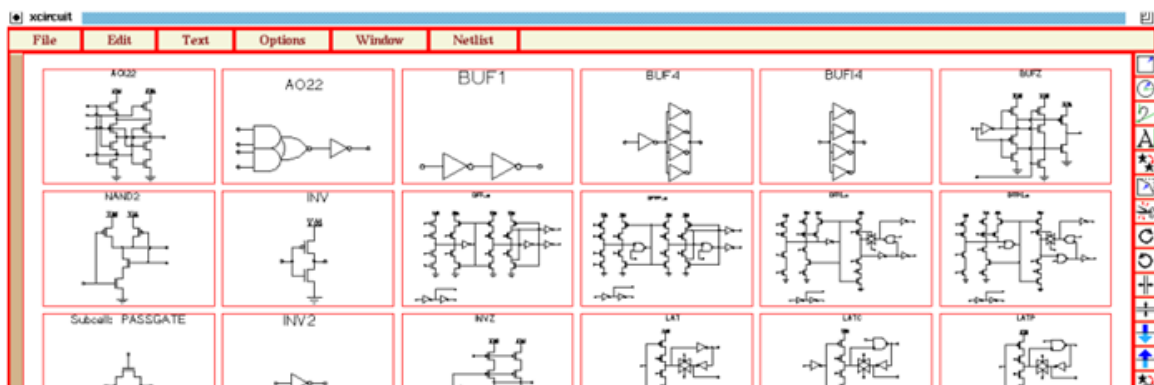 xcircuit
File Edit Text Options Window Netlist
AOI22 AO22 BUF1 BUF4 BUFI4 BUFZ
NAND2 INV
Subcell: PASSGATE INV2 INVZ LAT LATC LATP
A